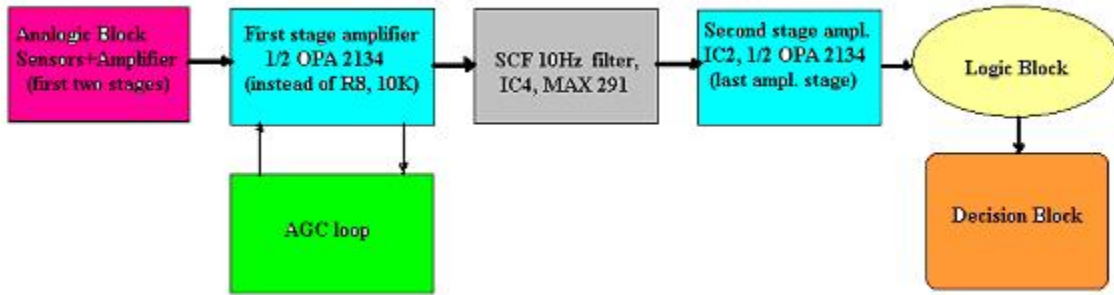 Analogic Block
Sensors+Amplifier
(first two stages)
First stage amplifier
1/2 OPA 2134
(instead of R8, 10K)
SCF 10Hz filter,
IC4, MAX 291
Second stage ampl.
IC2, 1/2 OPA 2134
(last ampl. stage)
Logic Block
AGC loop
Decision Block